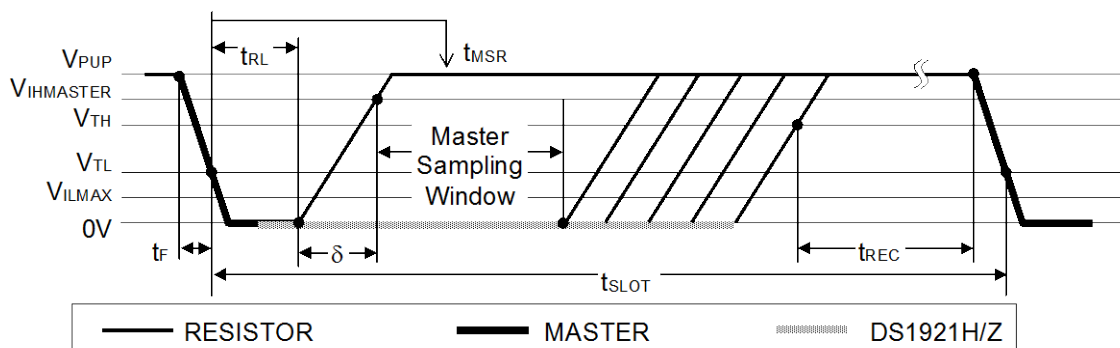 tRL
tMSR
VPUP
VIHMASTER
VTH
VTL
VILMAX
0V
Master
Sampling
Window
tF
δ
tREC
tSLOT
RESISTOR
MASTER
DS1921H/Z